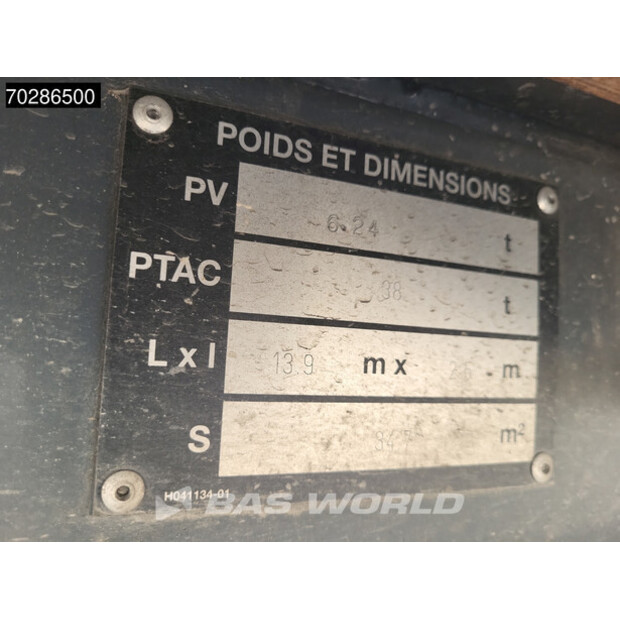 70286500
POIDS ET DIMENSIONS
PV 6.24 t
PTAC 38 t
L x l 13.9 m x m
S m²
H041134-01
BAS WORLD